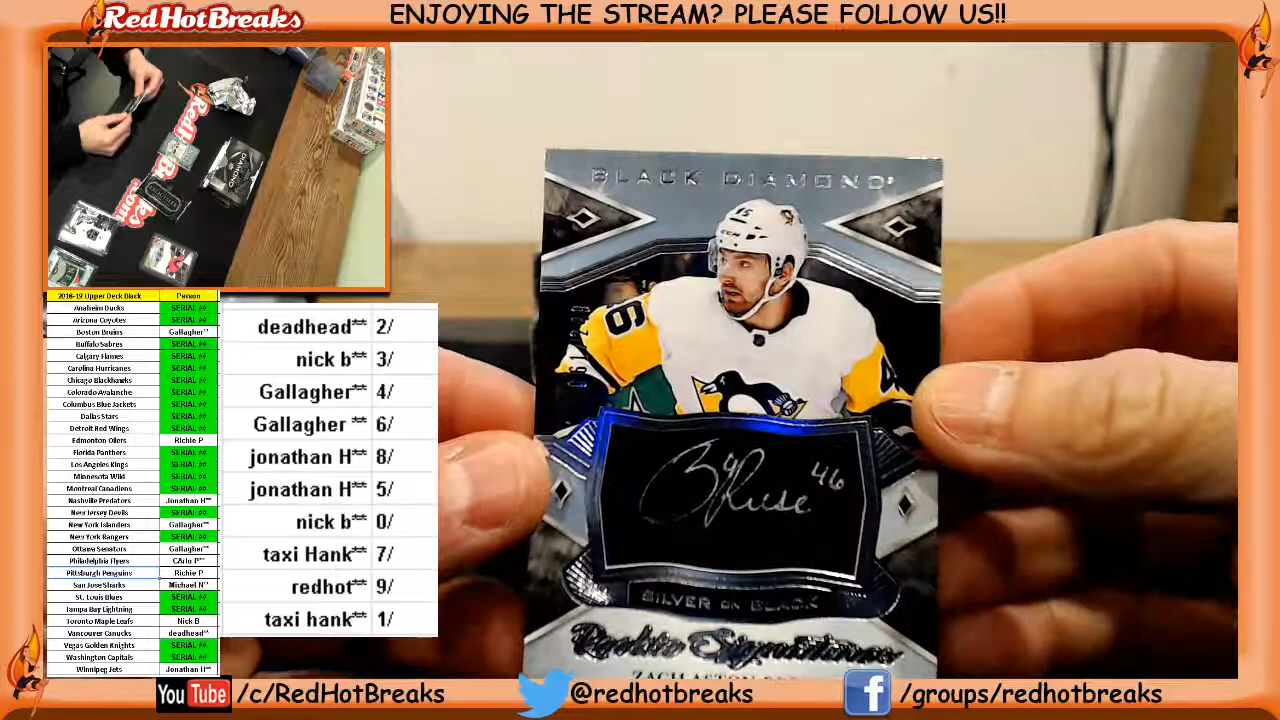 RedHotBreaks
ENJOYING THE STREAM? PLEASE FOLLOW US!!
2018-19 Upper Deck Black Person
Anaheim Ducks SERIAL ##
Arizona Coyotes SERIAL ##
Boston Bruins Gallagher**
Buffalo Sabres SERIAL ##
Calgary Flames SERIAL ##
Carolina Hurricanes SERIAL ##
Chicago Blackhawks SERIAL ##
Colorado Avalanche SERIAL ##
Columbus Blue Jackets SERIAL ##
Dallas Stars SERIAL ##
Detroit Red Wings SERIAL ##
Edmonton Oilers Richie P
Florida Panthers SERIAL ##
Los Angeles Kings SERIAL ##
Minnesota Wild SERIAL ##
Montreal Canadiens SERIAL ##
Nashville Predators Jonathan H**
New Jersey Devils SERIAL ##
New York Islanders Gallagher**
New York Rangers SERIAL ##
Ottawa Senators Gallagher**
Philadelphia Flyers CArlo P**
Pittsburgh Penguins Richie P
San Jose Sharks Michael N**
St. Louis Blues SERIAL ##
Tampa Bay Lightning SERIAL ##
Toronto Maple Leafs Nick B
Vancouver Canucks deadhead**
Vegas Golden Knights SERIAL ##
Washington Capitals SERIAL ##
Winnipeg Jets Jonathan H**
deadhead** 2/
nick b** 3/
Gallagher** 4/
Gallagher ** 6/
jonathan H** 8/
jonathan H** 5/
nick b** 0/
taxi Hank** 7/
redhot** 9/
taxi hank** 1/
BLACK DIAMOND
46
SILVER ON BLACK
Rookie Signatures
You Tube /c/RedHotBreaks
@redhotbreaks
f /groups/redhotbreaks